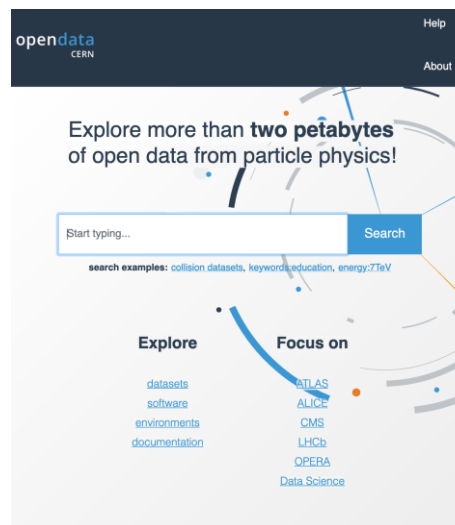 Help
opendata
CERN
About
Explore more than two petabytes
of open data from particle physics!
Start typing...
Search
search examples: collision datasets, keywords:education, energy:7TeV
Explore
datasets
software
environments
documentation
Focus on
ATLAS
ALICE
CMS
LHCb
OPERA
Data Science